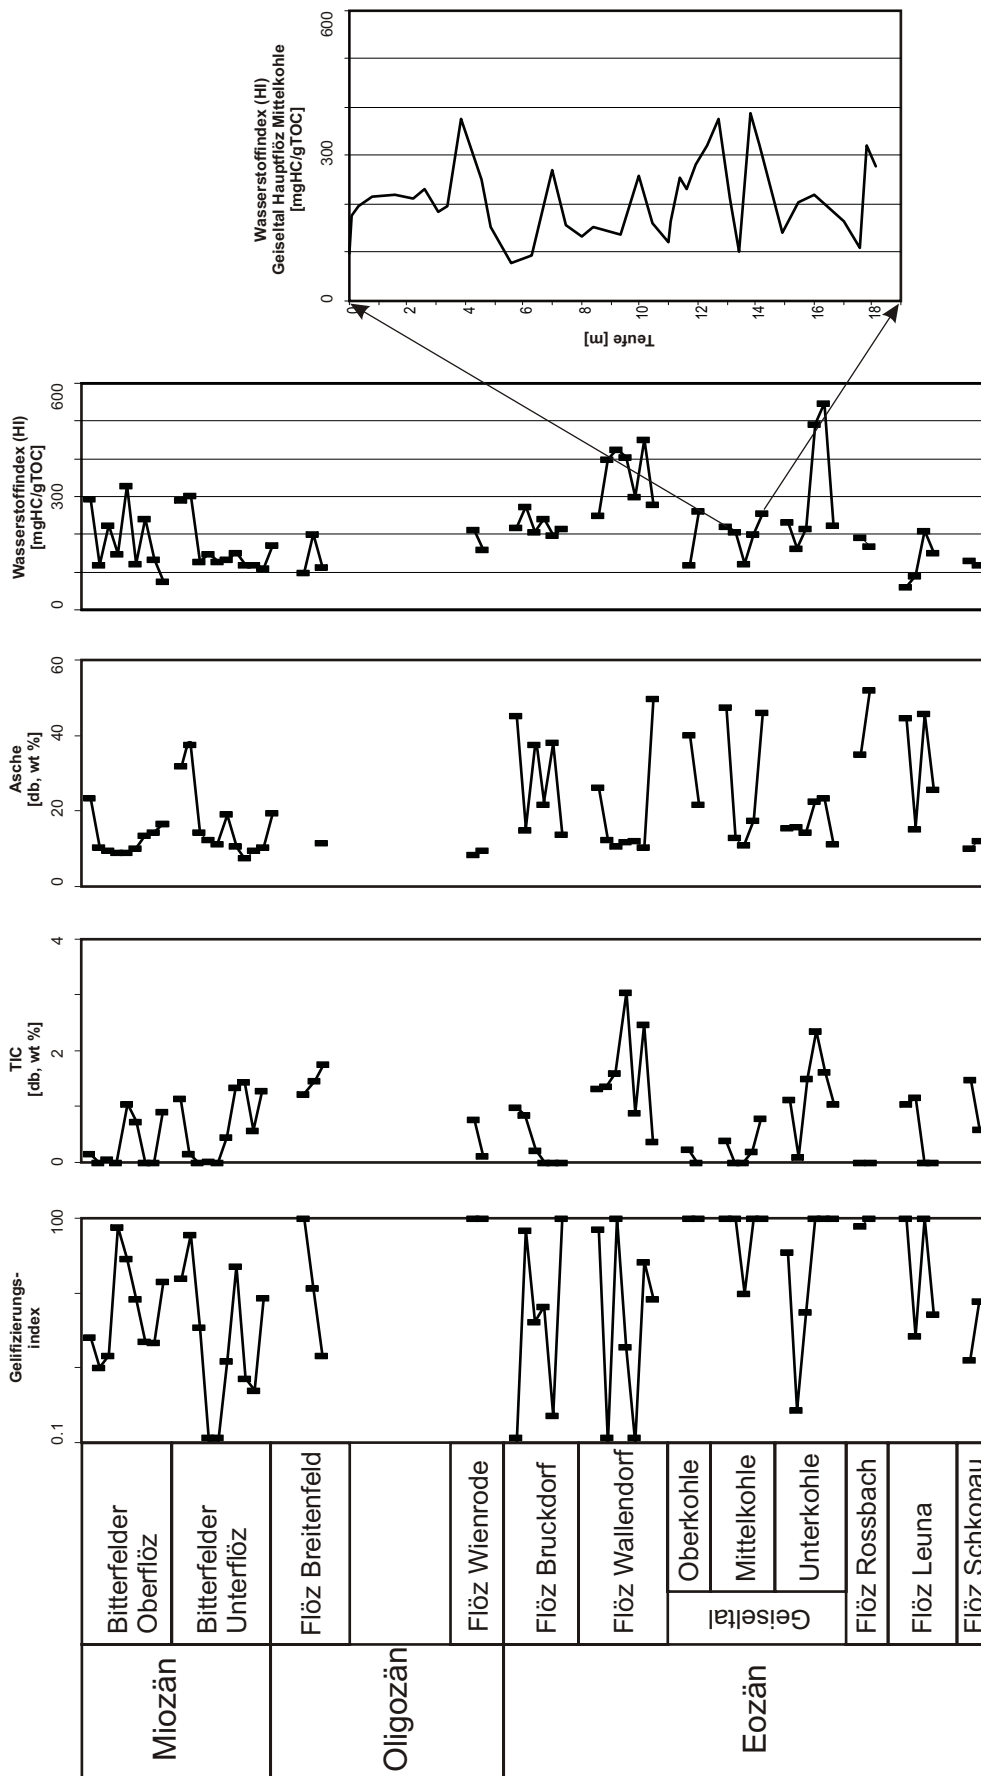 Wasserstoffindex (HI)
Geiseltal Hauptflöz Mittelkohle
[mgHC/gTOC]
0
300
600
Teufe [m]
0
2
4
6
8
10
12
14
16
18
Wasserstoffindex (HI)
[mgHC/gTOC]
0
300
600
Asche
[db, wt %]
0
20
40
60
TIC
[db, wt %]
0
2
4
Gelifizierungs-
index
0.1
100
Bitterfelder
Oberflöz
Bitterfelder
Unterflöz
Flöz Breitenfeld
Flöz Wienrode
Flöz Bruckdorf
Flöz Wallendorf
Oberkohle
Mittelkohle
Unterkohle
Geiseltal
Flöz Rossbach
Flöz Leuna
Flöz Schkopau
Miozän
Oligozän
Eozän